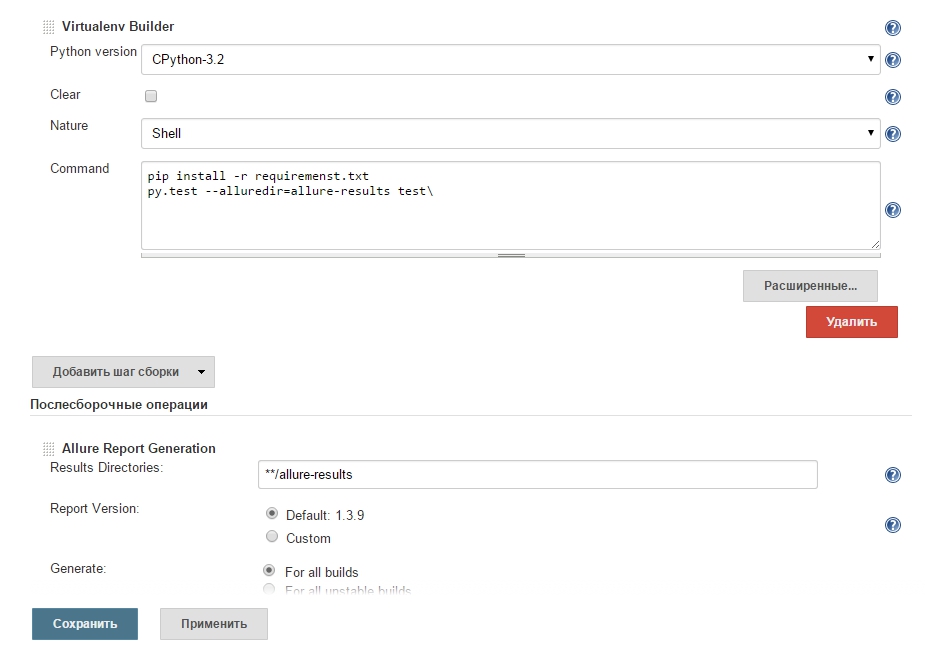 Virtualenv Builder
Python version
CPython-3.2
Clear
Nature
Shell
Command
pip install -r requiremenst.txt
py.test --alluredir=allure-results test\
Расширенные...
Удалить
Добавить шаг сборки
Послесборочные операции
Allure Report Generation
Results Directories:
**/allure-results
Report Version:
Default: 1.3.9
Custom
Generate:
For all builds
For all unstable builds
Сохранить
Применить